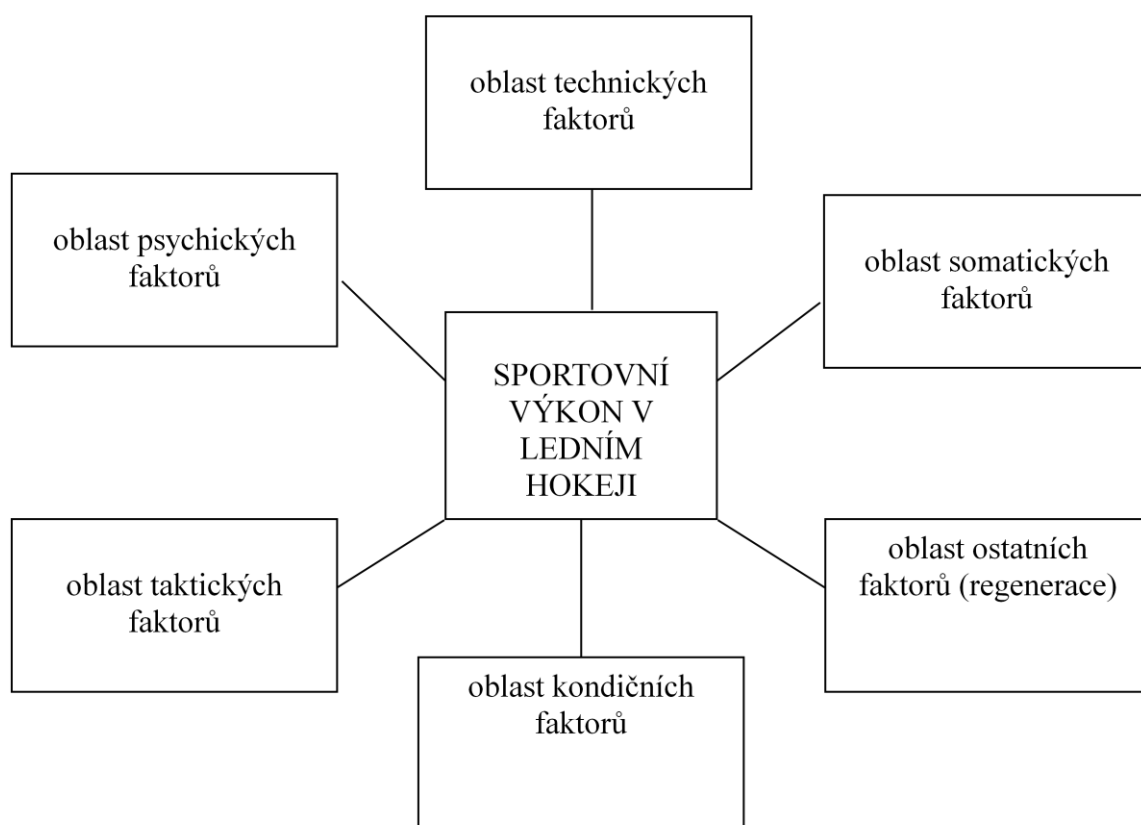 oblast technických
faktorů
oblast psychických
faktorů
oblast somatických
faktorů
SPORTOVNÍ
VÝKON V
LEDNÍM
HOKEJI
oblast taktických
faktorů
oblast ostatních
faktorů (regenerace)
oblast kondičních
faktorů